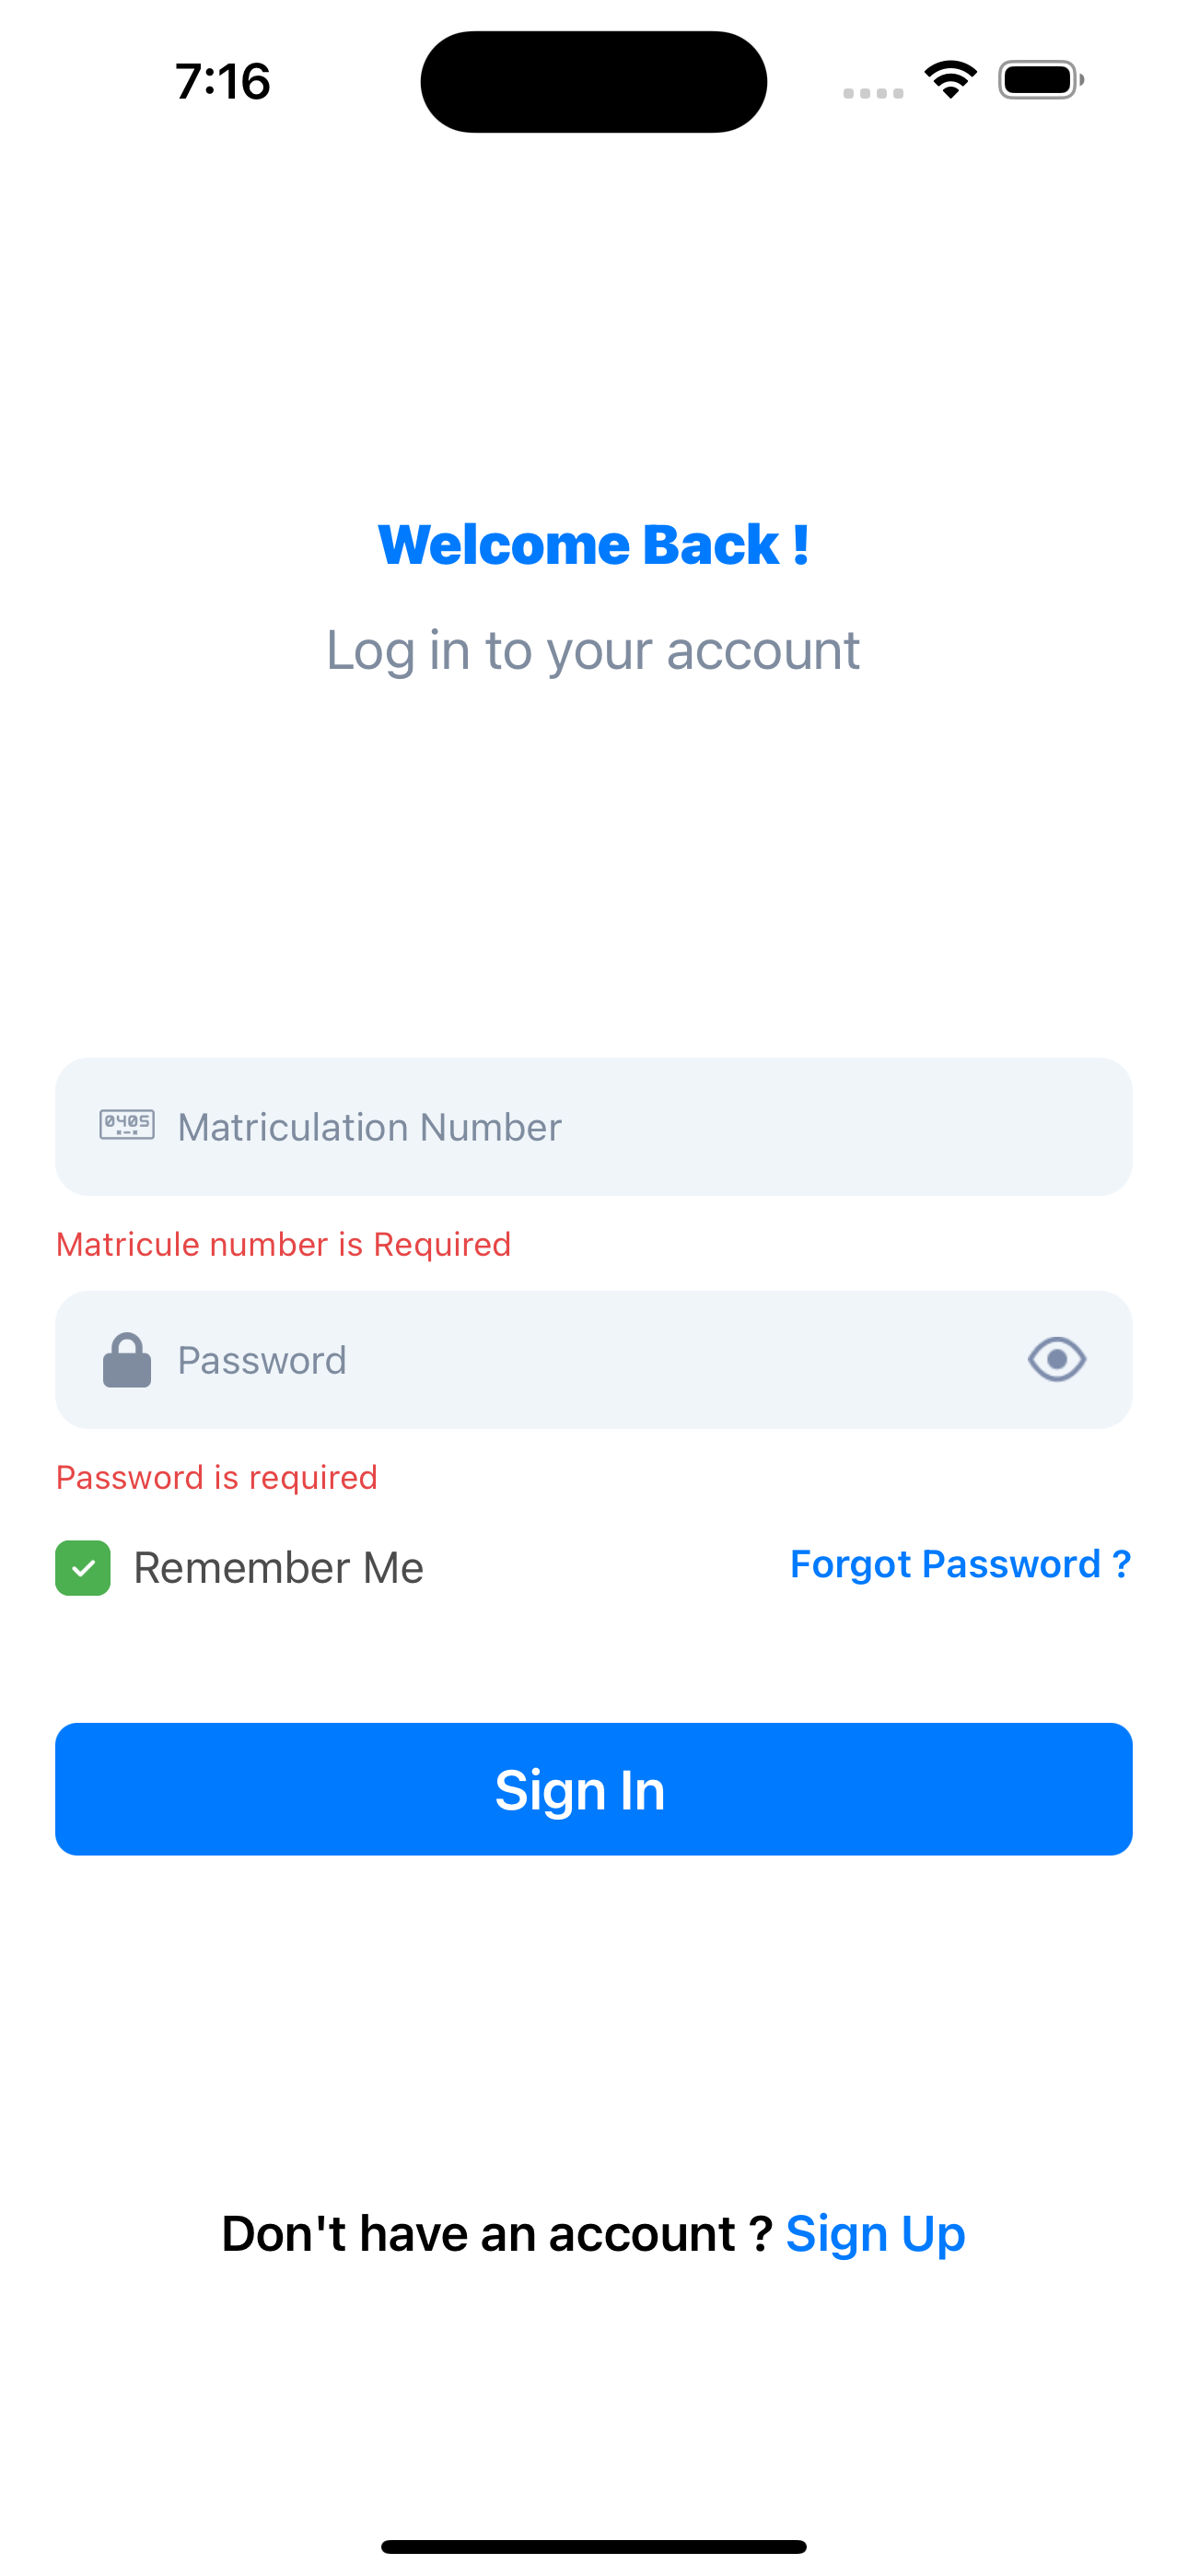 7:16
Welcome Back !
Log in to your account
0405
Matriculation Number
Matricule number is Required
Password
Password is required
Remember Me
Forgot Password ?
Sign In
Don't have an account ? Sign Up